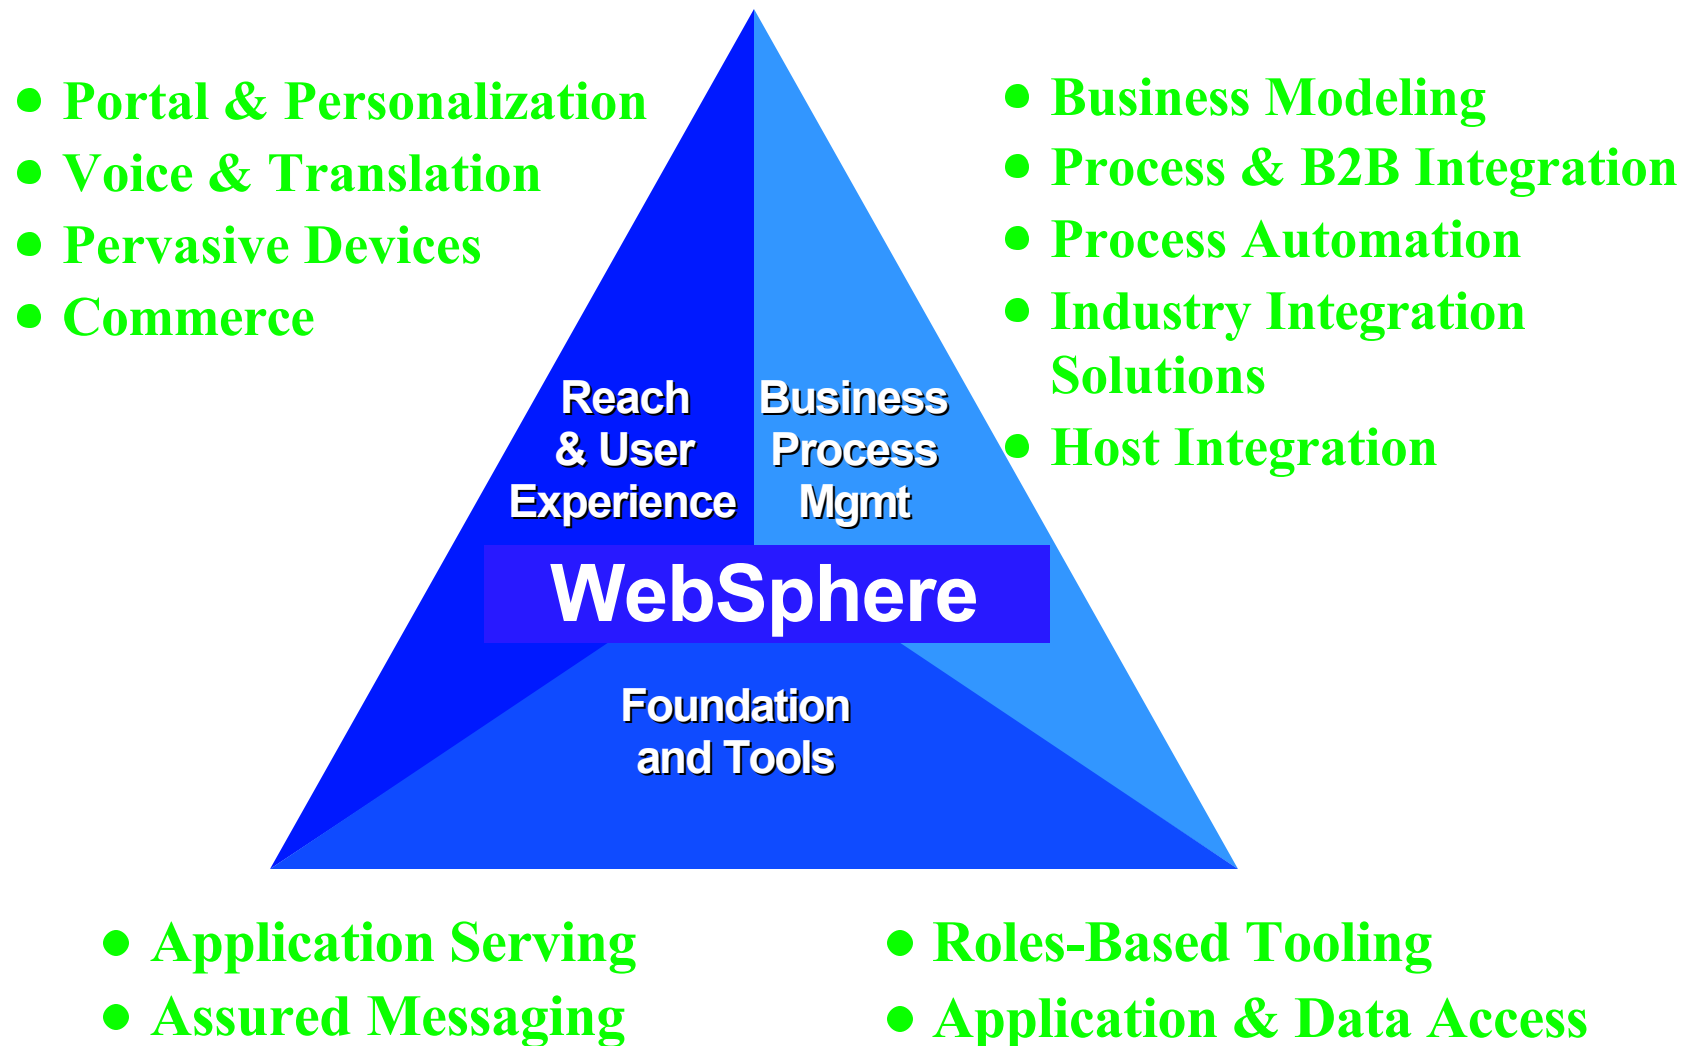 ● Portal & Personalization
● Voice & Translation
● Pervasive Devices
● Commerce
● Business Modeling
● Process & B2B Integration
● Process Automation
● Industry Integration
Solutions
● Host Integration
Reach
& User
Experience
Business
Process
Mgmt
WebSphere
Foundation
and Tools
● Application Serving
● Assured Messaging
● Roles-Based Tooling
● Application & Data Access